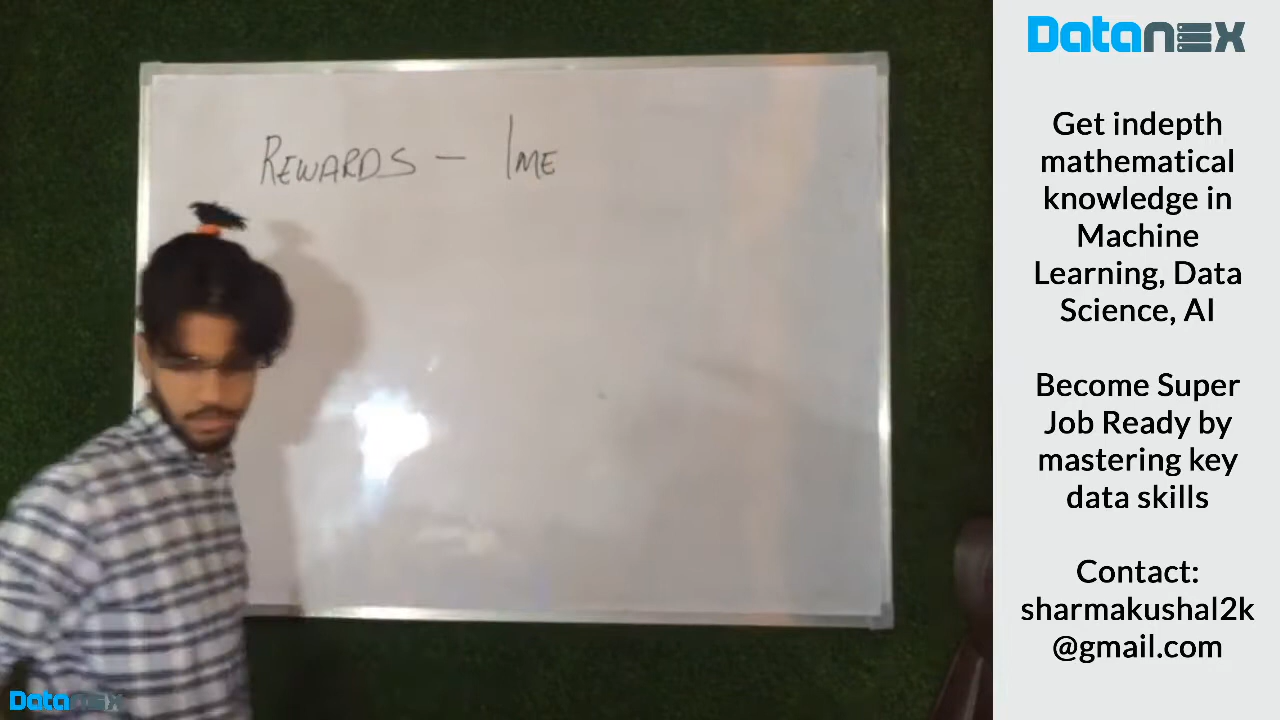 REWARDS – IME
Datanex
Get indepth
mathematical
knowledge in
Machine
Learning, Data
Science, AI
Become Super
Job Ready by
mastering key
data skills
Contact:
sharmakushal2k
@gmail.com
Datanex